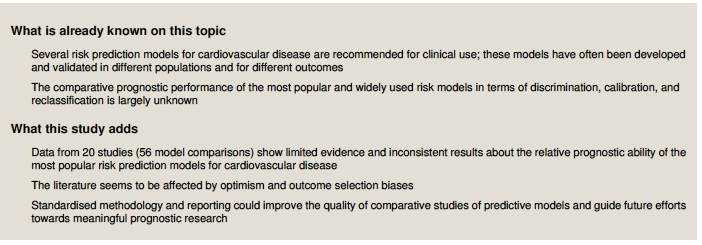 What is already known on this topic
Several risk prediction models for cardiovascular disease are recommended for clinical use; these models have often been developed
and validated in different populations and for different outcomes
The comparative prognostic performance of the most popular and widely used risk models in terms of discrimination, calibration, and
reclassification is largely unknown
What this study adds
Data from 20 studies (56 model comparisons) show limited evidence and inconsistent results about the relative prognostic ability of the
most popular risk prediction models for cardiovascular disease
The literature seems to be affected by optimism and outcome selection biases
Standardised methodology and reporting could improve the quality of comparative studies of predictive models and guide future efforts
towards meaningful prognostic research